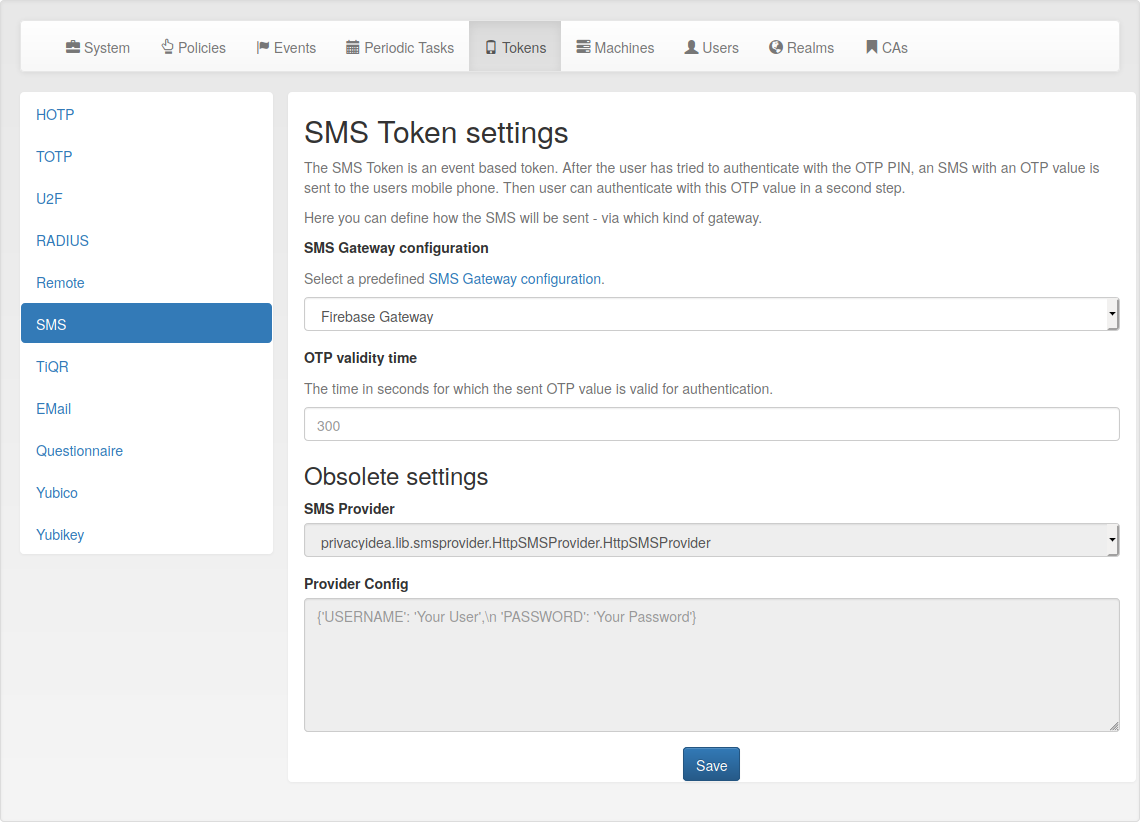 System Policies Events Periodic Tasks Tokens Machines Users Realms CAs
HOTP
TOTP
U2F
RADIUS
Remote
SMS
TiQR
EMail
Questionnaire
Yubico
Yubikey
SMS Token settings
The SMS Token is an event based token. After the user has tried to authenticate with the OTP PIN, an SMS with an OTP value is
sent to the users mobile phone. Then user can authenticate with this OTP value in a second step.
Here you can define how the SMS will be sent - via which kind of gateway.
SMS Gateway configuration
Select a predefined SMS Gateway configuration.
Firebase Gateway
OTP validity time
The time in seconds for which the sent OTP value is valid for authentication.
300
Obsolete settings
SMS Provider
privacyidea.lib.smsprovider.HttpSMSProvider.HttpSMSProvider
Provider Config
{'USERNAME': 'Your User',\n 'PASSWORD': 'Your Password'}
Save